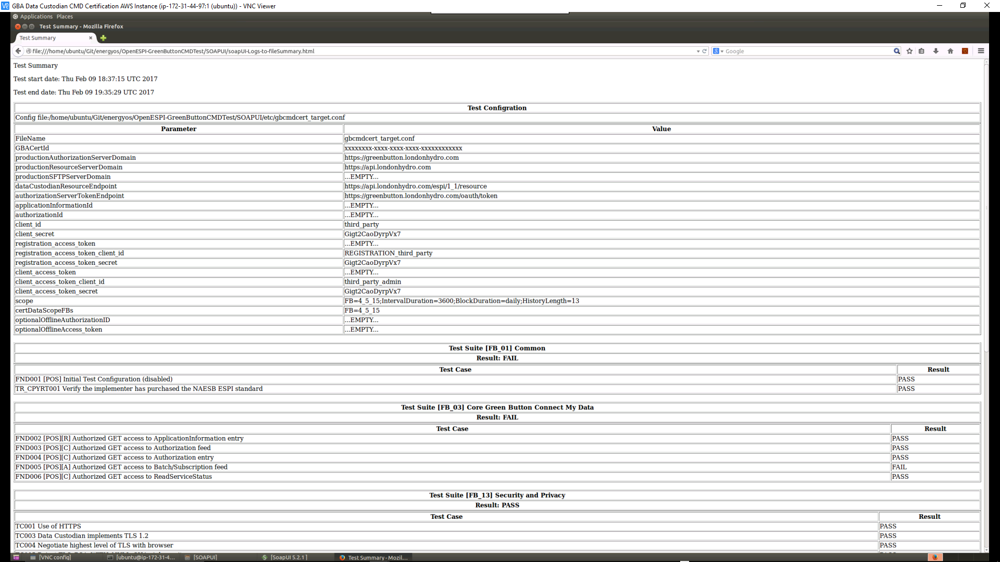 GBA Data Custodian CMD Certification AWS Instance (ip-172-31-44-97:1 (ubuntu)) - VNC Viewer
Applications Places
Test Summary - Mozilla Firefox
Test Summary
file:///home/ubuntu/Git/energyos/OpenESPI-GreenButtonCMDTest/SOAPUI/soapUI-Logs-to-fileSummary.html Google
Test Summary
Test start date: Thu Feb 09 18:37:15 UTC 2017
Test end date: Thu Feb 09 19:35:29 UTC 2017
Test Configration
Config file:/home/ubuntu/Git/energyos/OpenESPI-GreenButtonCMDTest/SOAPUI/etc/gbcmdcert_target.conf
Parameter Value
FileName gbcmdcert_target.conf
GBACertId xxxxxxxx-xxxx-xxxx-xxxx-xxxxxxxxxxxx
productionAuthorizationServerDomain https://greenbutton.londonhydro.com
productionResourceServerDomain https://api.londonhydro.com
productionSFTPServerDomain ...EMPTY...
dataCustodianResourceEndpoint https://api.londonhydro.com/espi/1_1/resource
authorizationServerTokenEndpoint https://greenbutton.londonhydro.com/oauth/token
applicationInformationId ...EMPTY...
authorizationId ...EMPTY...
client_id third_party
client_secret Gigt2CaoDyrpVx7
registration_access_token ...EMPTY...
registration_access_token_client_id REGISTRATION_third_party
registration_access_token_secret Gigt2CaoDyrpVx7
client_access_token ...EMPTY...
client_access_token_client_id third_party_admin
client_access_token_secret Gigt2CaoDyrpVx7
scope FB=4_5_15;IntervalDuration=3600;BlockDuration=daily;HistoryLength=13
certDataScopeFBs FB=4_5_15
optionalOfflineAuthorizationID ...EMPTY...
optionalOfflineAccess_token ...EMPTY...
Test Suite [FB_01] Common
Result: FAIL
Test Case Result
FND001 [POS] Initial Test Configuration (disabled) PASS
TR_CPYRT001 Verify the implementer has purchased the NAESB ESPI standard PASS
Test Suite [FB_03] Core Green Button Connect My Data
Result: FAIL
Test Case Result
FND002 [POS][R] Authorized GET access to ApplicationInformation entry PASS
FND003 [POS][C] Authorized GET access to Authorization feed PASS
FND004 [POS][C] Authorized GET access to Authorization entry PASS
FND005 [POS][A] Authorized GET access to Batch/Subscription feed FAIL
FND006 [POS][C] Authorized GET access to ReadServiceStatus PASS
Test Suite [FB_13] Security and Privacy
Result: PASS
Test Case Result
TC001 Use of HTTPS PASS
TC003 Data Custodian implements TLS 1.2 PASS
TC004 Negotiate highest level of TLS with browser PASS
[VNC config] [ubuntu@ip-172-31-4... [SOAPUI] [SoapUI 5.2.1 ] Test Summary - Mozil...